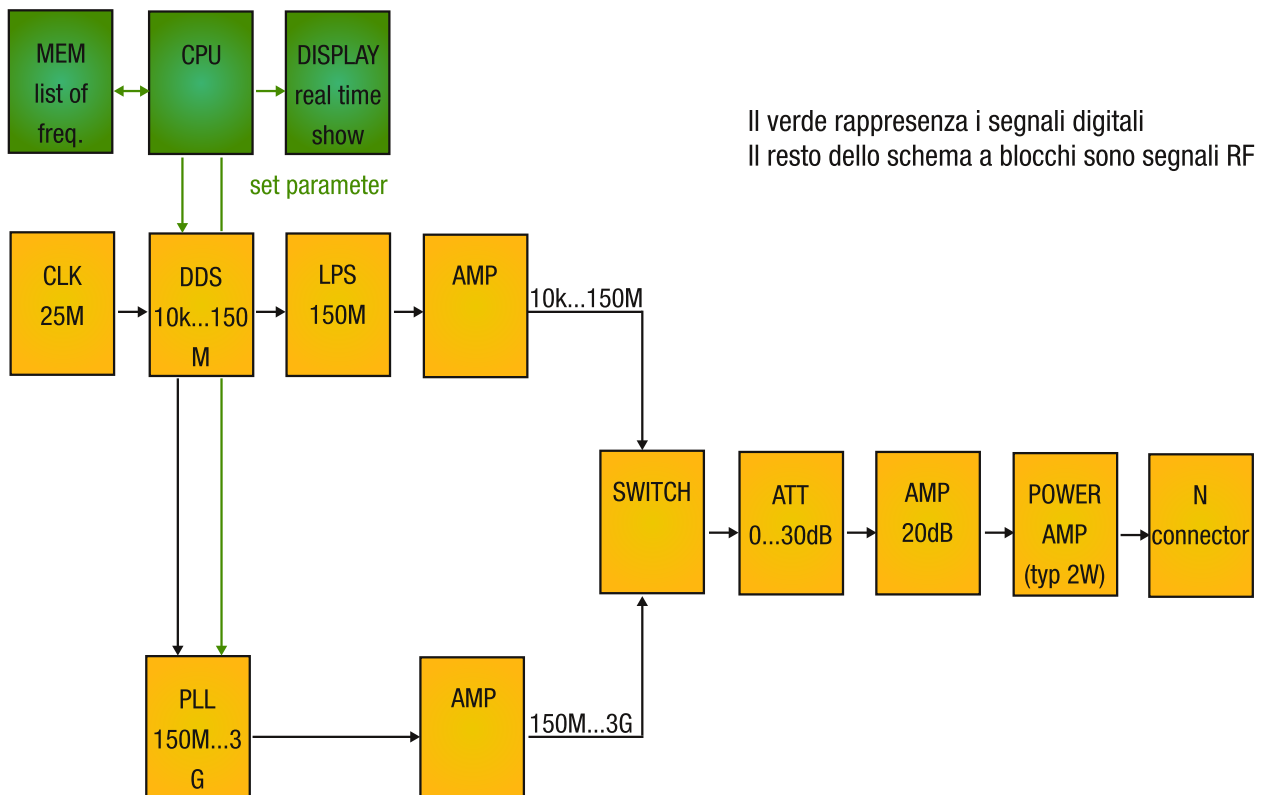 MEM
list of
freq.
CPU
DISPLAY
real time
show
Il verde rappresenza i segnali digitali
Il resto dello schema a blocchi sono segnali RF
set parameter
CLK
25M
DDS
10k...150
M
LPS
150M
AMP
10k...150M
SWITCH
ATT
0...30dB
AMP
20dB
POWER
AMP
(typ 2W)
N
connector
PLL
150M...3
G
AMP
150M...3G